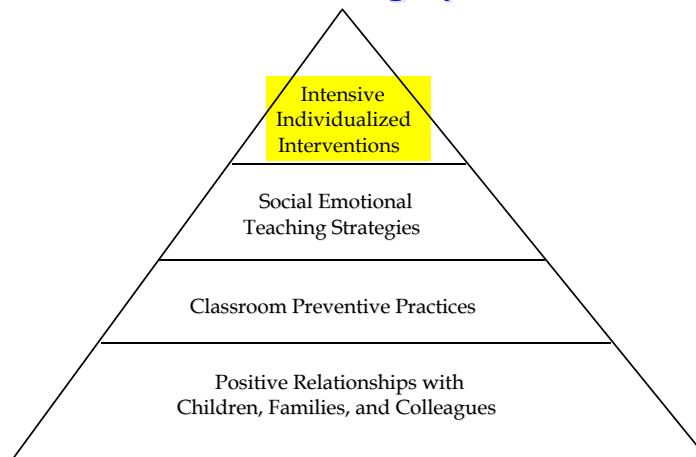 Intensive
Individualized
Interventions
Social Emotional
Teaching Strategies
Classroom Preventive Practices
Positive Relationships with
Children, Families, and Colleagues